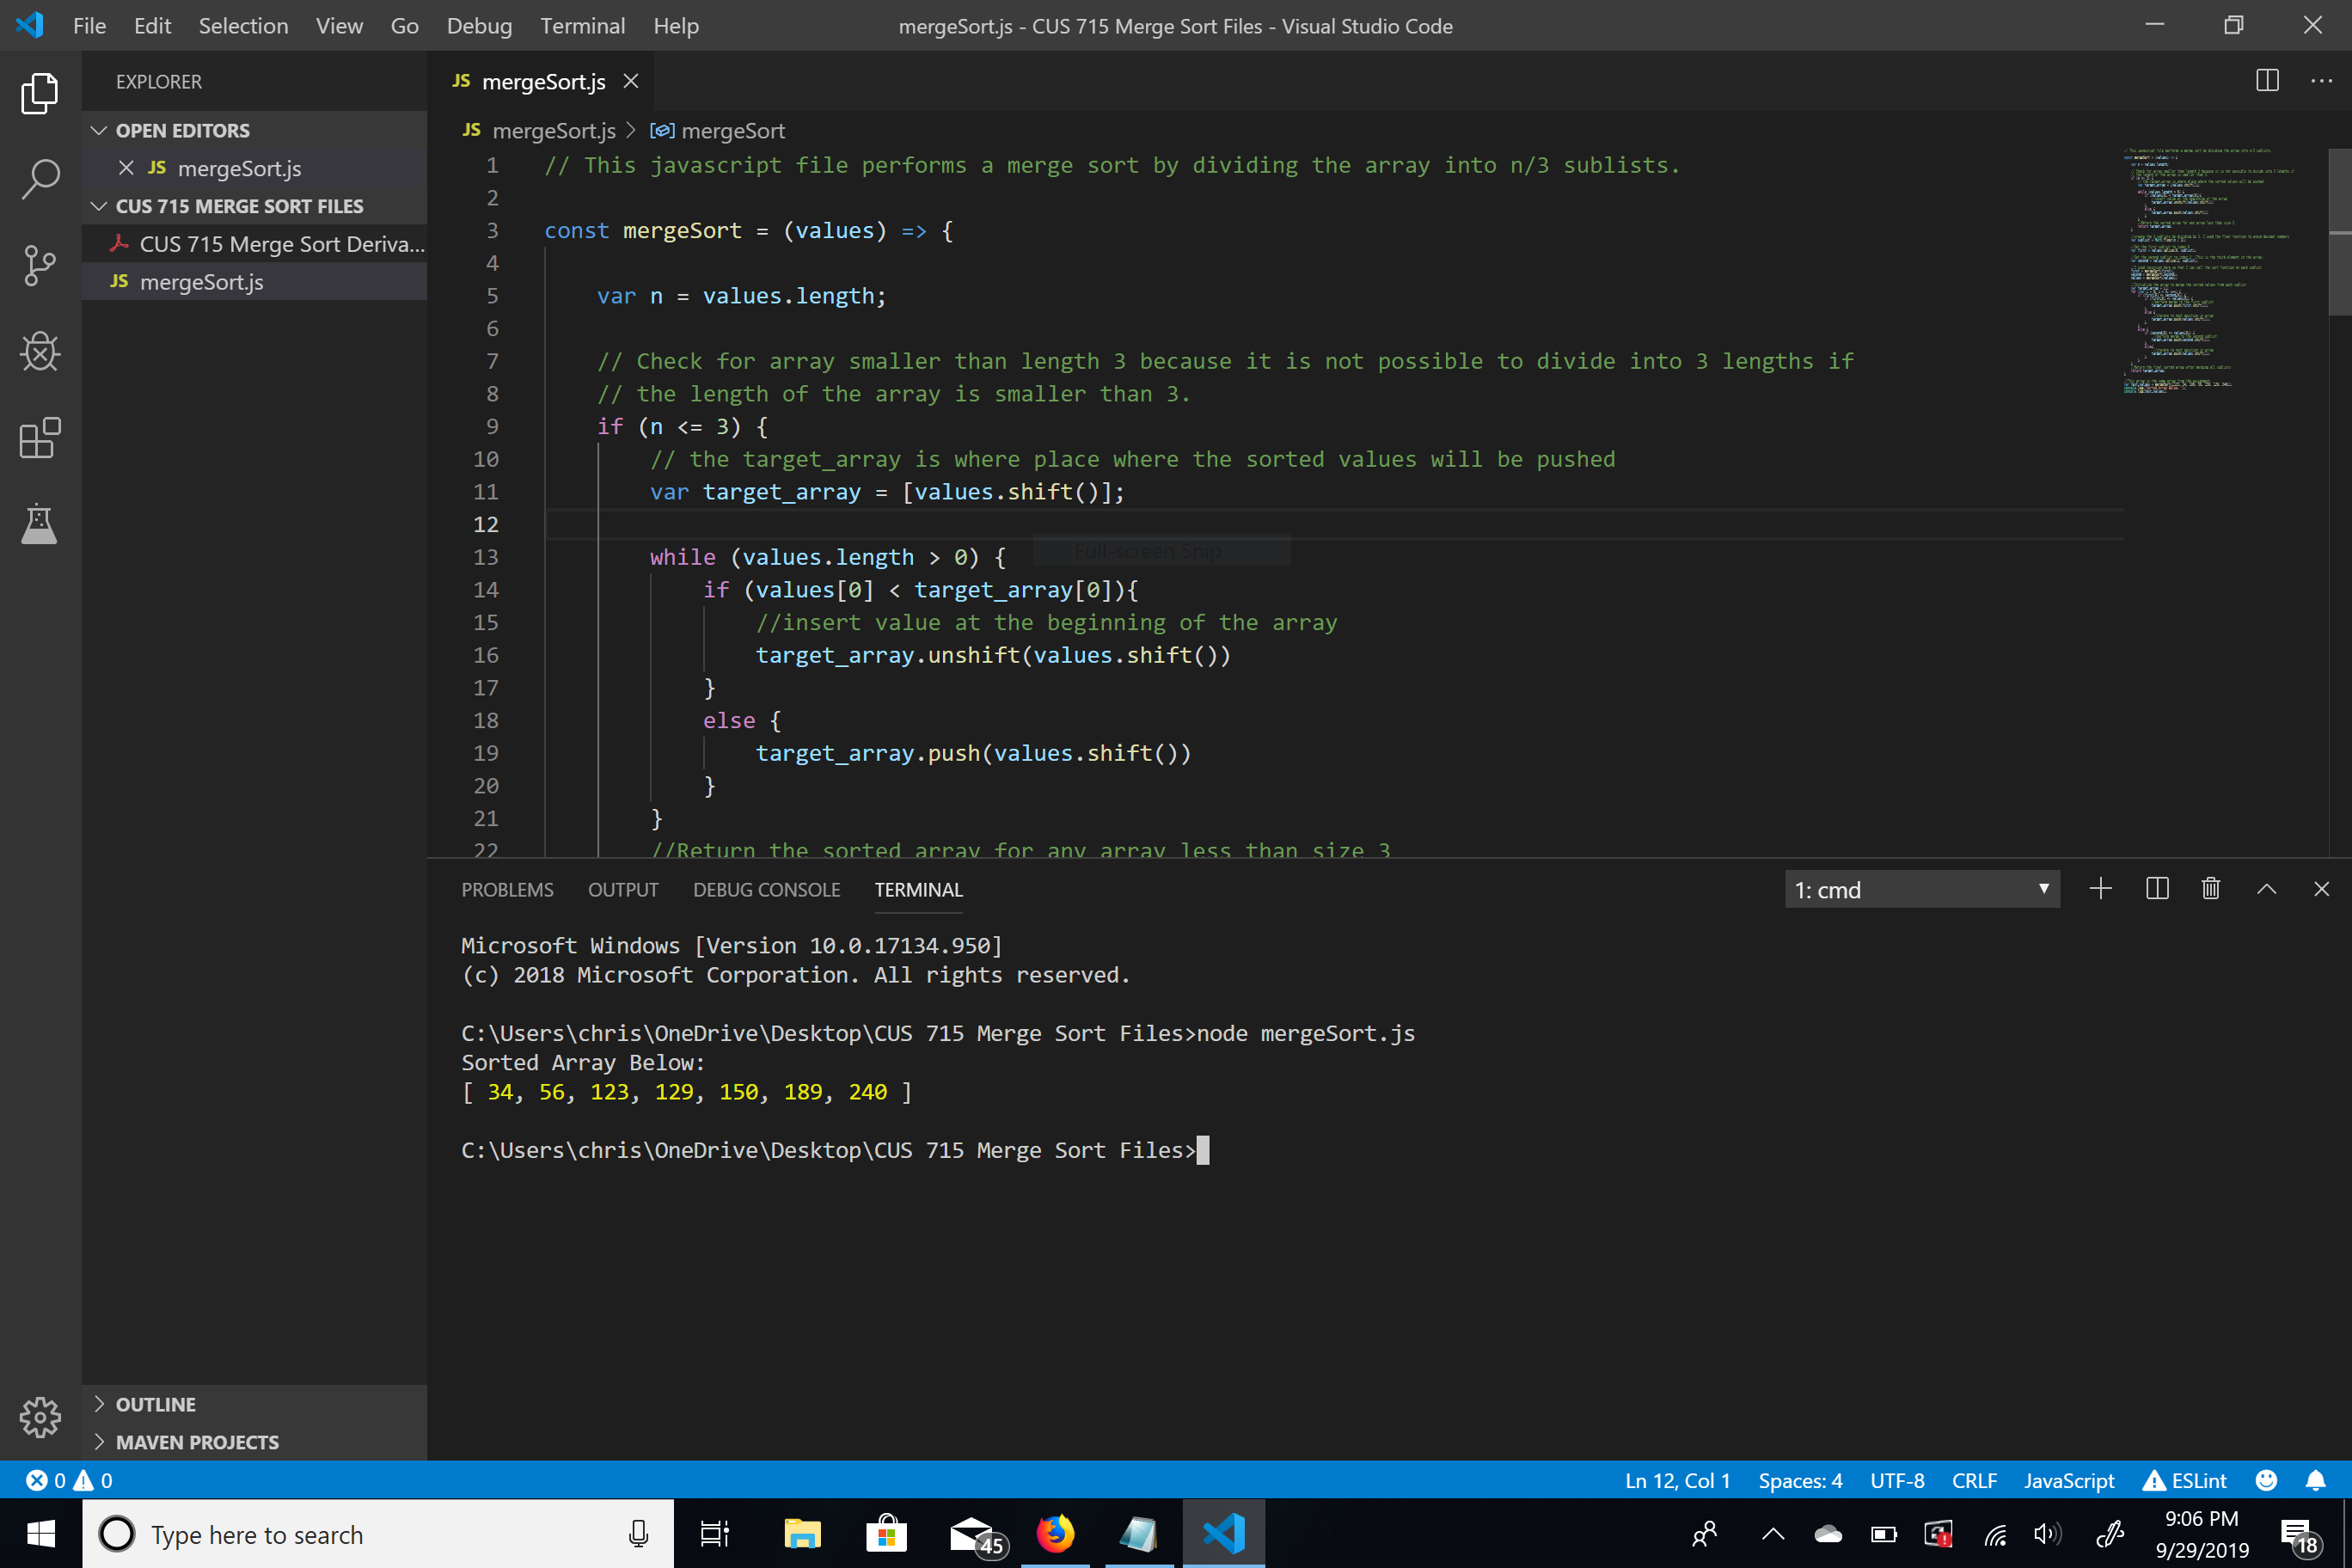 File Edit Selection View Go Debug Terminal Help
mergeSort.js - CUS 715 Merge Sort Files - Visual Studio Code
EXPLORER
OPEN EDITORS
JS mergeSort.js
CUS 715 MERGE SORT FILES
CUS 715 Merge Sort Deriva...
JS mergeSort.js
OUTLINE
MAVEN PROJECTS
JS mergeSort.js
JS mergeSort.js > mergeSort
1 // This javascript file performs a merge sort by dividing the array into n/3 sublists.
2
3 const mergeSort = (values) => {
4
5 var n = values.length;
6
7 // Check for array smaller than length 3 because it is not possible to divide into 3 lengths if
8 // the length of the array is smaller than 3.
9 if (n <= 3) {
10 // the target_array is where place where the sorted values will be pushed
11 var target_array = [values.shift()];
12
Full-screen Snip
13 while (values.length > 0) {
14 if (values[0] < target_array[0]){
15 //insert value at the beginning of the array
16 target_array.unshift(values.shift())
17 }
18 else {
19 target_array.push(values.shift())
20 }
21 }
22 //Return the sorted array for any array less than size 3
PROBLEMS OUTPUT DEBUG CONSOLE TERMINAL
1: cmd
Microsoft Windows [Version 10.0.17134.950]
(c) 2018 Microsoft Corporation. All rights reserved.
C:\Users\chris\OneDrive\Desktop\CUS 715 Merge Sort Files>node mergeSort.js
Sorted Array Below:
[ 34, 56, 123, 129, 150, 189, 240 ]
C:\Users\chris\OneDrive\Desktop\CUS 715 Merge Sort Files>
0 0
Ln 12, Col 1 Spaces: 4 UTF-8 CRLF JavaScript ESLint
Type here to search
45
9:06 PM
9/29/2019
18